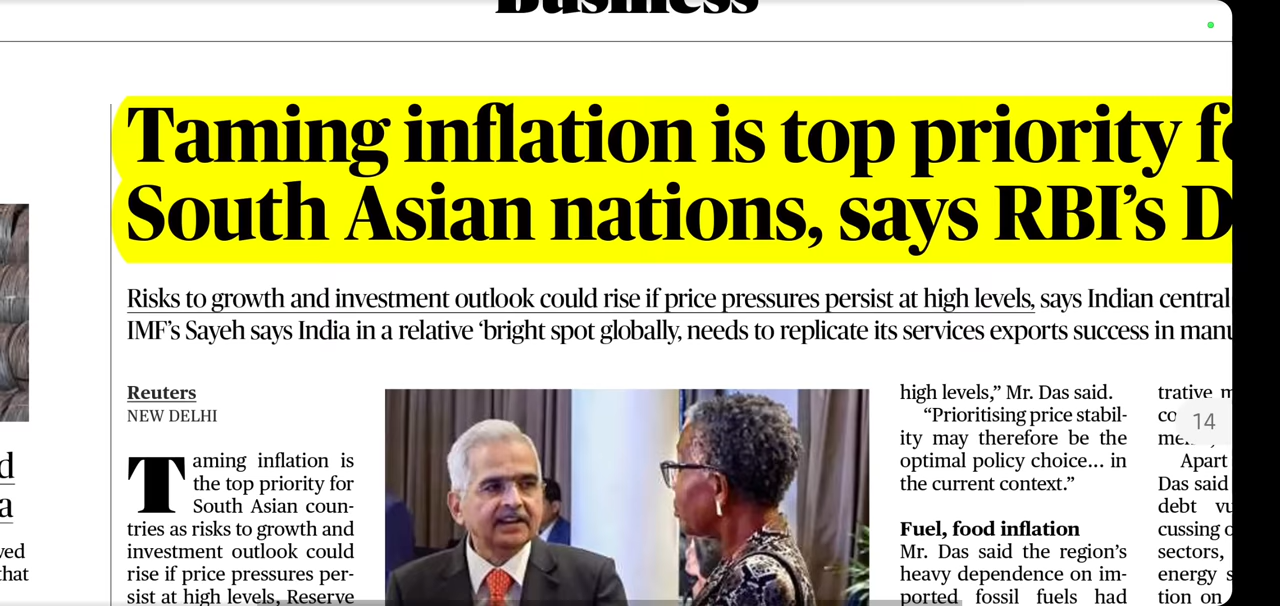 Business
Taming inflation is top priority
South Asian nations, says RBI’s
Risks to growth and investment outlook could rise if price pressures persist at high levels, says Indian central
IMF’s Sayeh says India in a relative ‘bright spot globally, needs to replicate its services exports success in
Reuters
NEW DELHI
Taming inflation is
the top priority for
South Asian coun-
tries as risks to growth and
investment outlook could
rise if price pressures per-
sist at high levels, Reserve
high levels,” Mr. Das said.
“Prioritising price stabil-
ity may therefore be the
optimal policy choice... in
the current context.”
Fuel, food inflation
Mr. Das said the region’s
heavy dependence on im-
ported fossil fuels had
trative
14
Apart
Das said
debt
cussing
sectors,
energy
tion on
d
a
ved
that